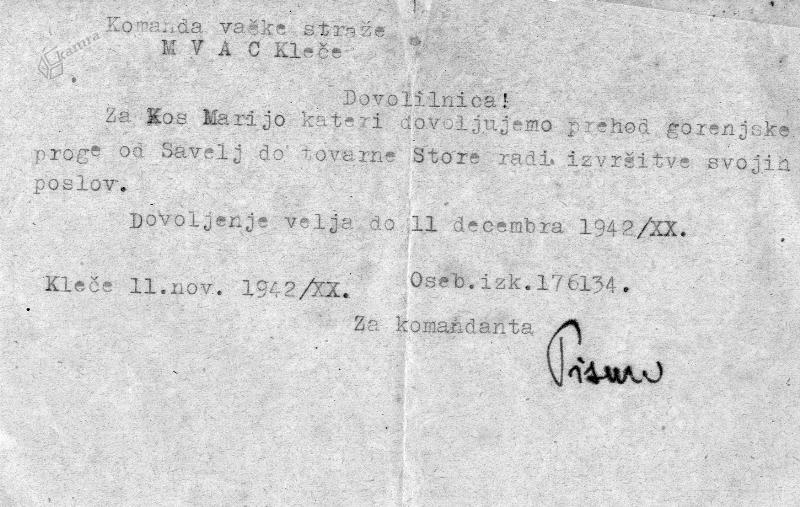 kamra
Komanda vaške straže
M V A C Kleče
Dovolilnica!
Za Kos Marijo kateri dovoljujemo prehod gorenjske
proge od Savelj do tovarne Store radi izvršitve svojih
poslov.
Dovoljenje velja do 11 decembra 1942/XX.
Kleče 11.nov. 1942/XX. Oseb.izk.176134.
Za komandanta